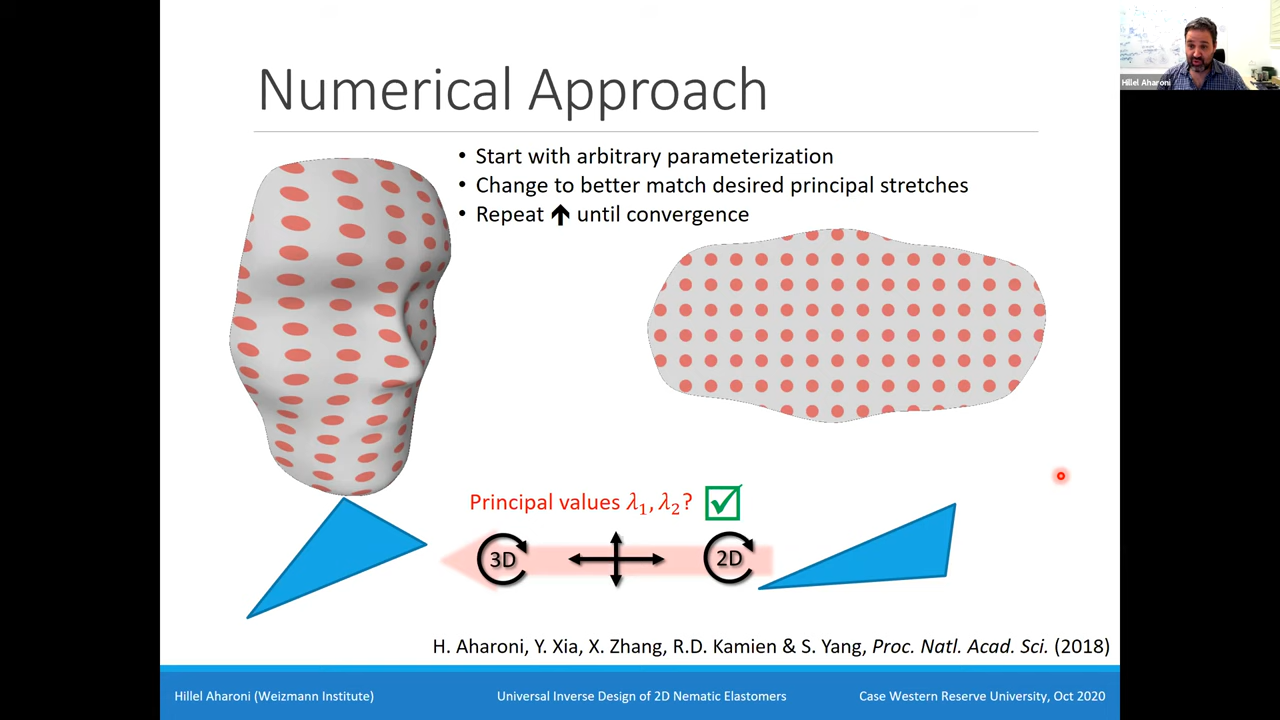 Numerical Approach
• Start with arbitrary parameterization
• Change to better match desired principal stretches
• Repeat ↑ until convergence
Principal values λ₁, λ₂?
3D
2D
H. Aharoni, Y. Xia, X. Zhang, R.D. Kamien & S. Yang, Proc. Natl. Acad. Sci. (2018)
Hillel Aharoni (Weizmann Institute)
Universal Inverse Design of 2D Nematic Elastomers
Case Western Reserve University, Oct 2020
Hillel Aharoni